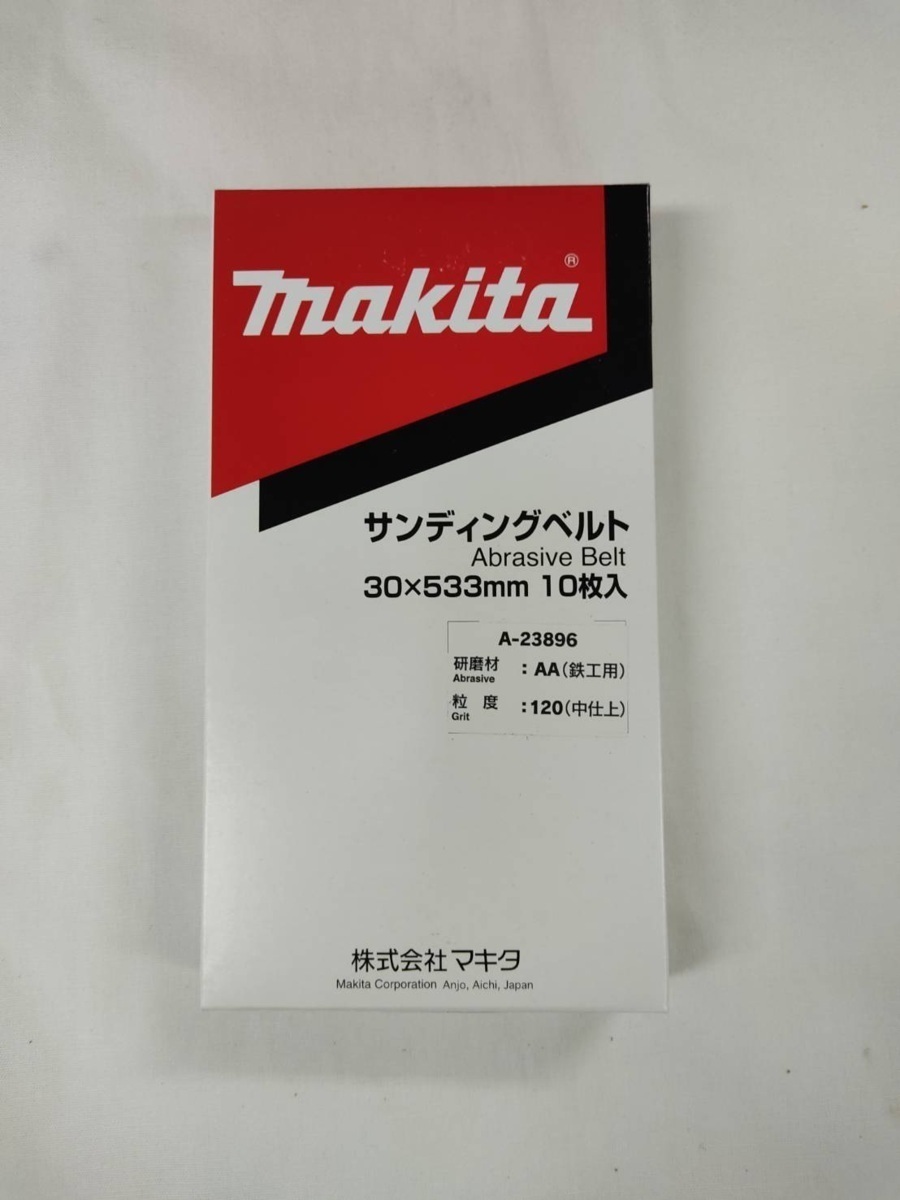 makita®
サンディングベルト
Abrasive Belt
30×533mm 10枚入
A-23896
研磨材 : AA(鉄工用)
Abrasive
粒 度 :120(中仕上)
Grit
株式会社マキタ
Makita Corporation Anjo, Aichi, Japan